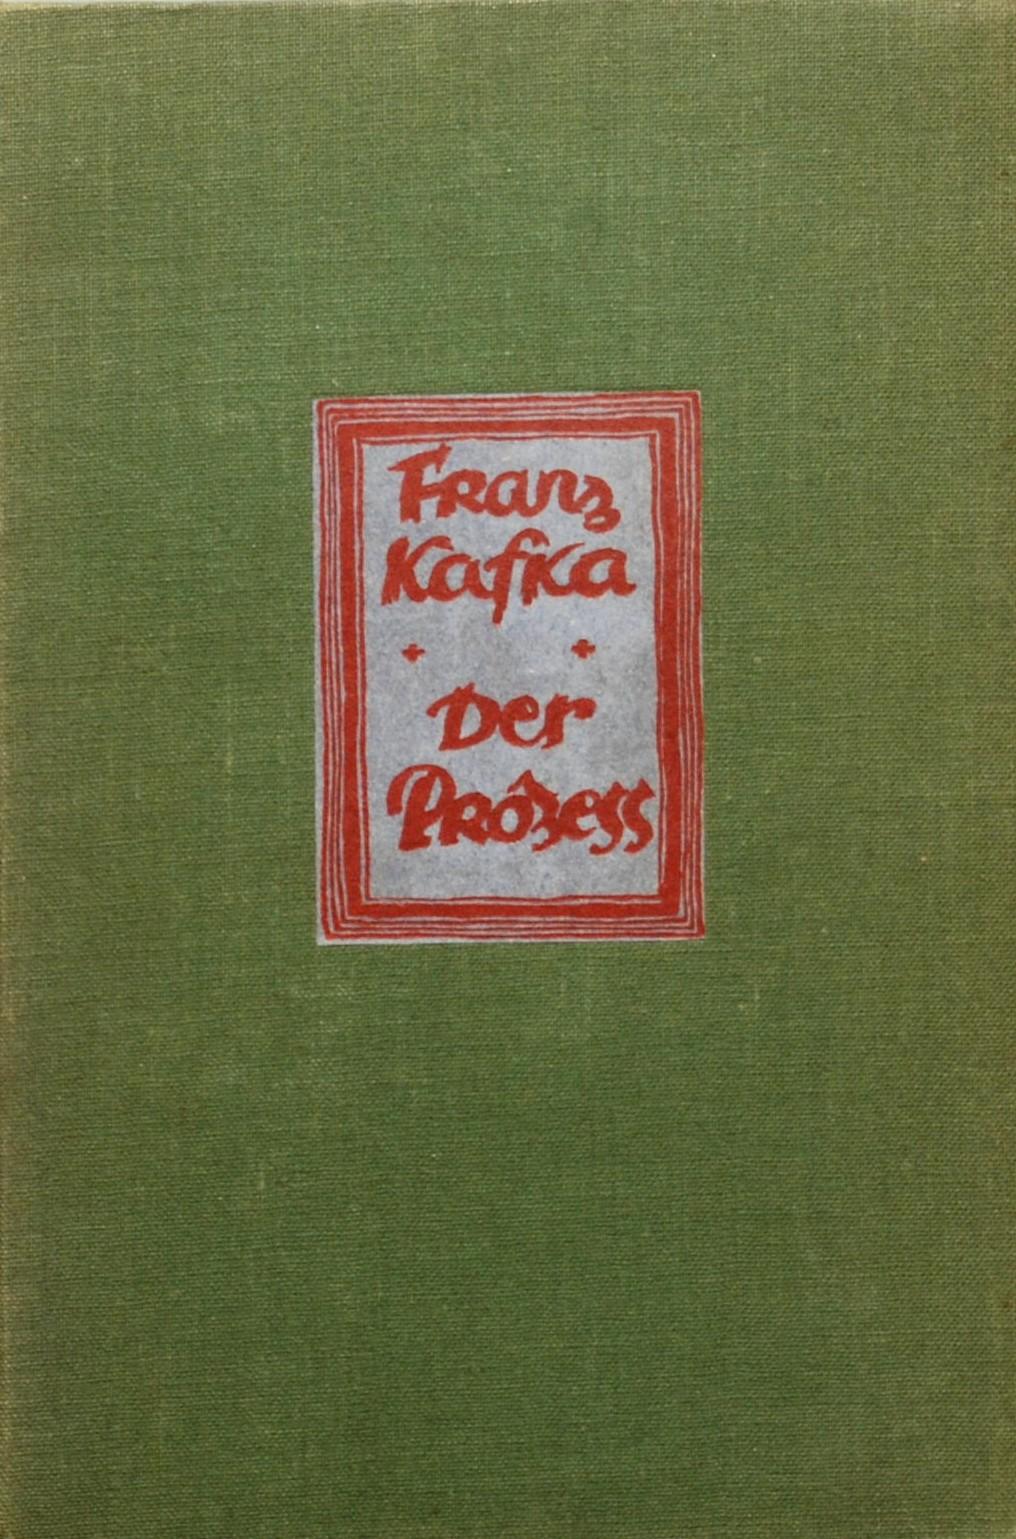 Franz
Kafka
Der
Prozess